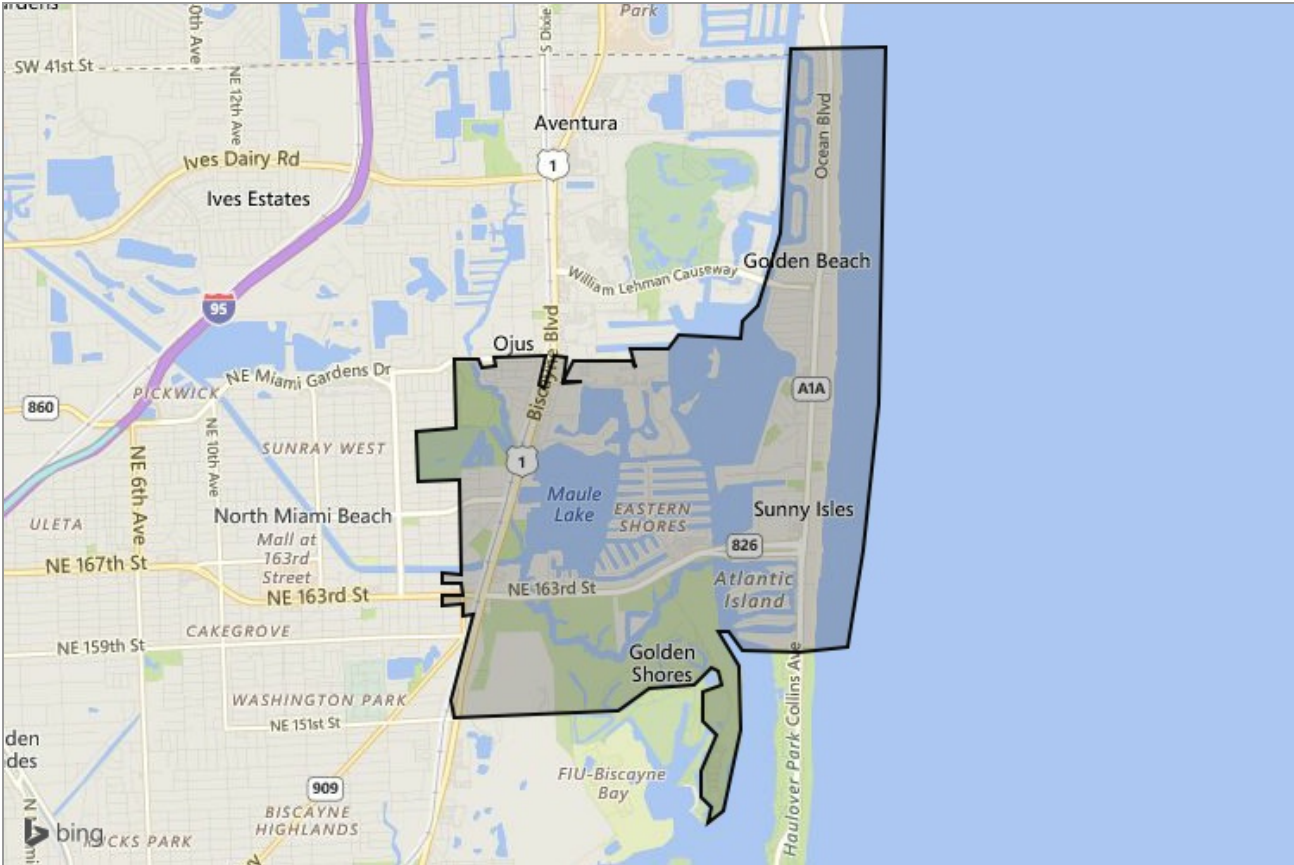 Park
SW 41st St
0th Ave
NE 12th Ave
S Dixie
Aventura
1
Ocean Blvd
Ives Dairy Rd
Ives Estates
William Lehman Causeway
Golden Beach
95
Biscayne Blvd
Ojus
NE Miami Gardens Dr
PICKWICK
860
A1A
NE 10th Ave
SUNRAY WEST
NE 6th Ave
1
Maule
Lake
EASTERN
SHORES
Sunny Isles
ULETA
North Miami Beach
Mall at
163rd
Street
826
NE 167th St
NE 163rd St
NE 163rd St
Atlantic
Island
CAKEGROVE
NE 159th St
Golden
Shores
WASHINGTON PARK
NE 151st St
Haulover Park
Collins Ave
den
des
FIU-Biscayne
Bay
909
BISCAYNE
HIGHLANDS
bing
CKS PARK